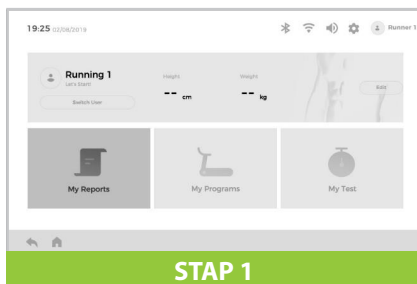 19:25 02/08/2019
Runner 1
Running 1
Let's Start!
Switch User
Height
-- cm
Weight
-- kg
Edit
My Reports
My Programs
My Test
STAP 1